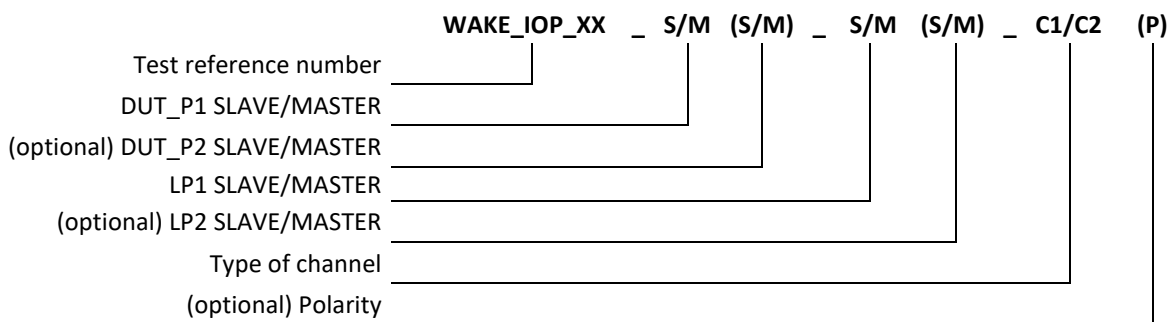 WAKE_IOP_XX _ S/M (S/M) _ S/M (S/M) _ C1/C2 (P)
Test reference number
DUT_P1 SLAVE/MASTER
(optional) DUT_P2 SLAVE/MASTER
LP1 SLAVE/MASTER
(optional) LP2 SLAVE/MASTER
Type of channel
(optional) Polarity